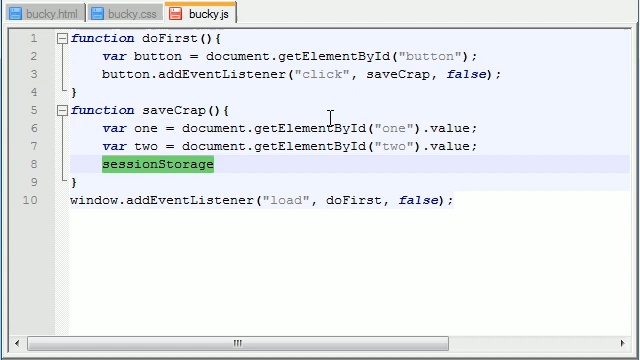 bucky.html bucky.css bucky.js
1 function doFirst(){
2 var button = document.getElementById("button");
3 button.addEventListener("click", saveCrap, false);
4 }
5 function saveCrap(){
6 var one = document.getElementById("one").value;
7 var two = document.getElementById("two").value;
8 sessionStorage
9 }
10 window.addEventListener("load", doFirst, false);